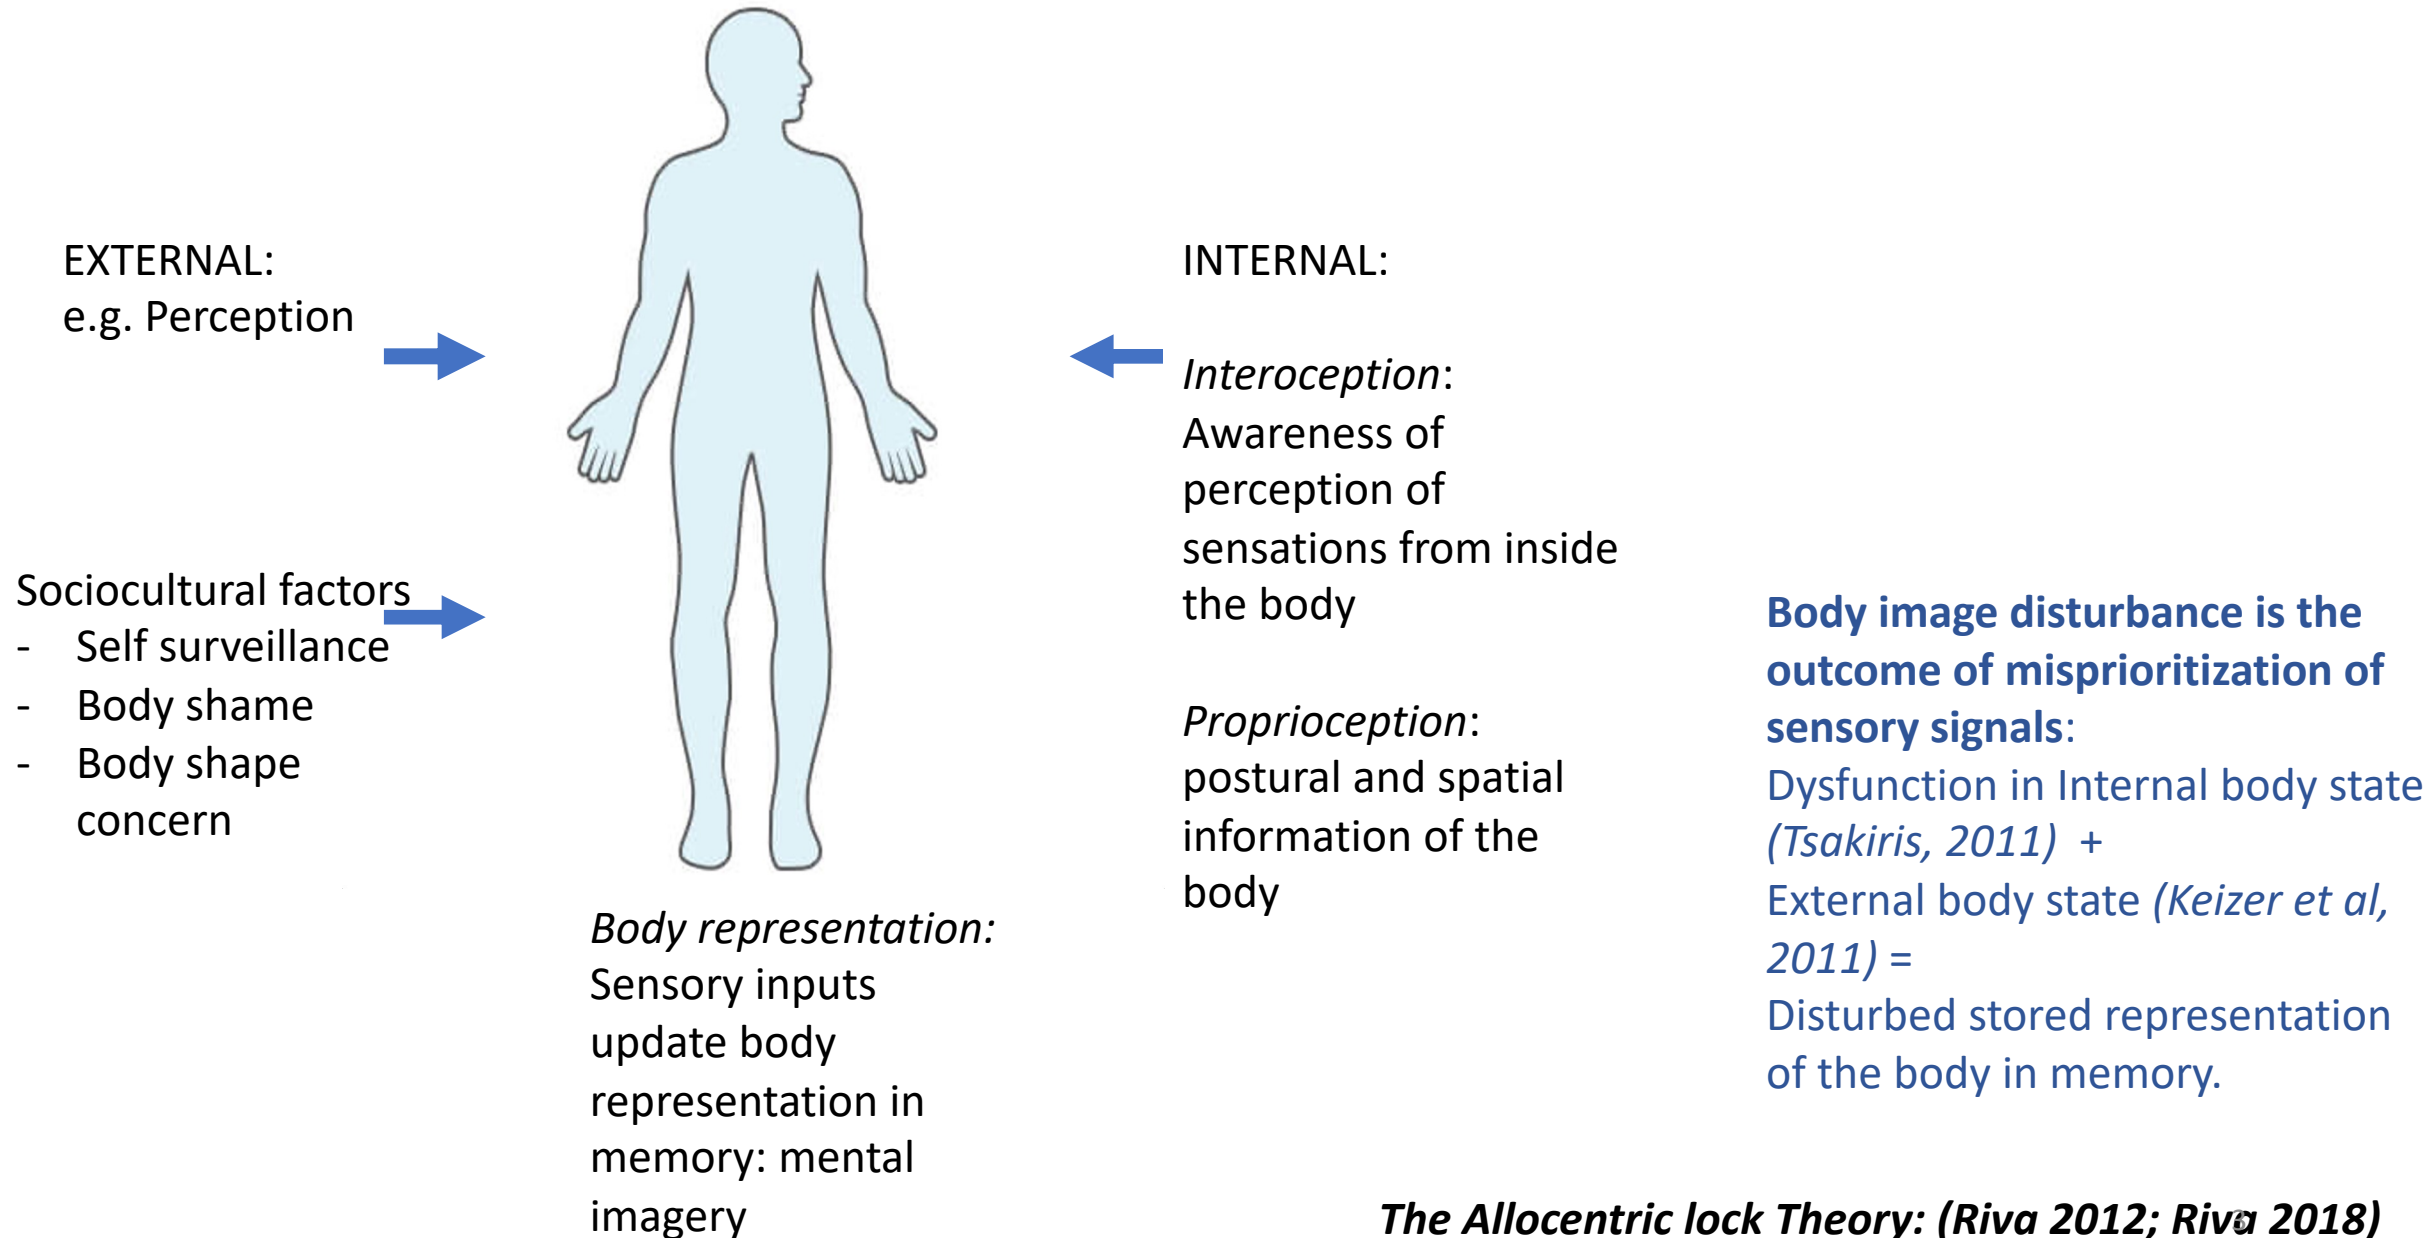 EXTERNAL:
e.g. Perception
Sociocultural factors
- Self surveillance
- Body shame
- Body shape
concern
Body representation:
Sensory inputs
update body
representation in
memory: mental
imagery
INTERNAL:
Interoception:
Awareness of
perception of
sensations from inside
the body
Proprioception:
postural and spatial
information of the
body
Body image disturbance is the
outcome of misprioritization of
sensory signals:
Dysfunction in Internal body state
(Tsakiris, 2011) +
External body state (Keizer et al,
2011) =
Disturbed stored representation
of the body in memory.
The Allocentric lock Theory: (Riva 2012; Riva 2018)
3